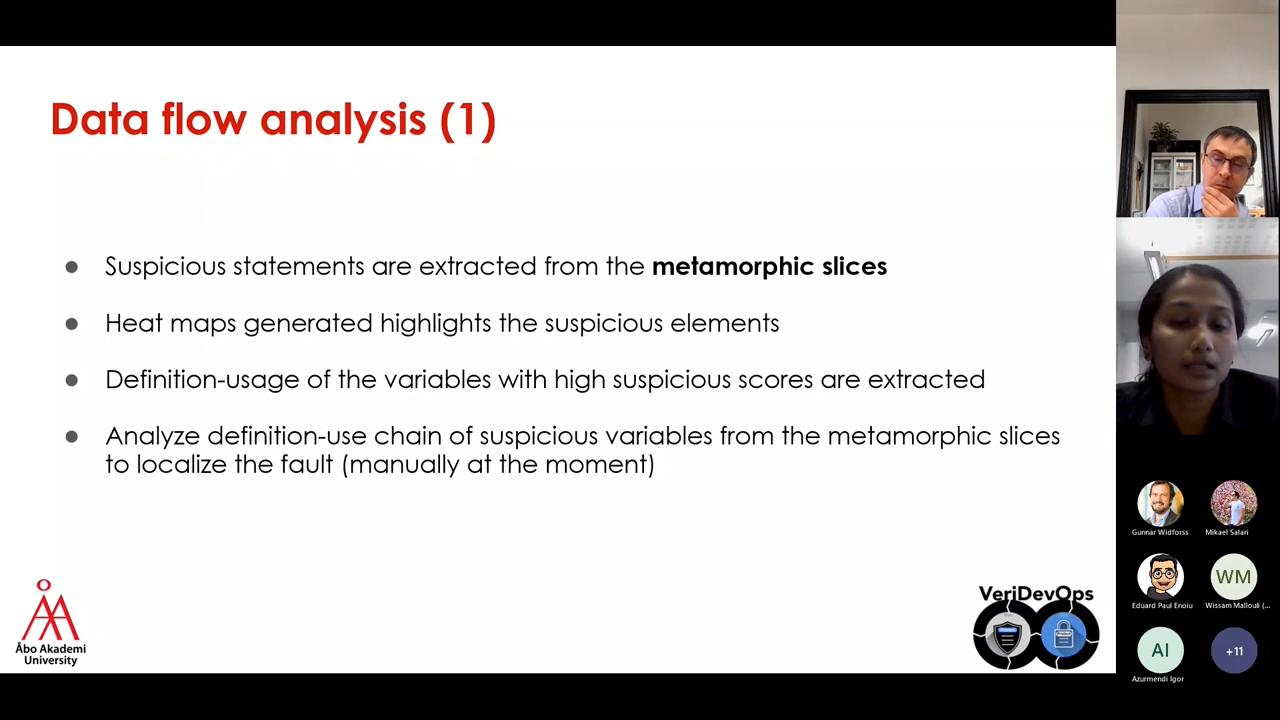 Data flow analysis (1)
Suspicious statements are extracted from the metamorphic slices
Heat maps generated highlights the suspicious elements
Definition-usage of the variables with high suspicious scores are extracted
Analyze definition-use chain of suspicious variables from the metamorphic slices
to localize the fault (manually at the moment)
Åbo Akademi
University
VeriDevOps
Gunnar Widforss
Mikael Salari
Eduard Paul Enoiu
WM
Wissam Mallouli (...
AI
Azurmendi Igor
+11